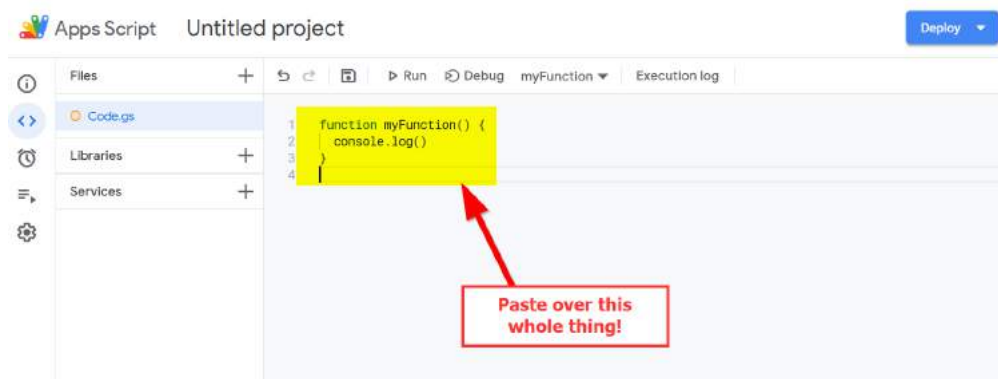 Apps Script Untitled project Deploy
Files
Run Debug myFunction Execution log
Code.gs
Libraries
Services
1 function myFunction() {
2 console.log()
3 }
4
Paste over this
whole thing!